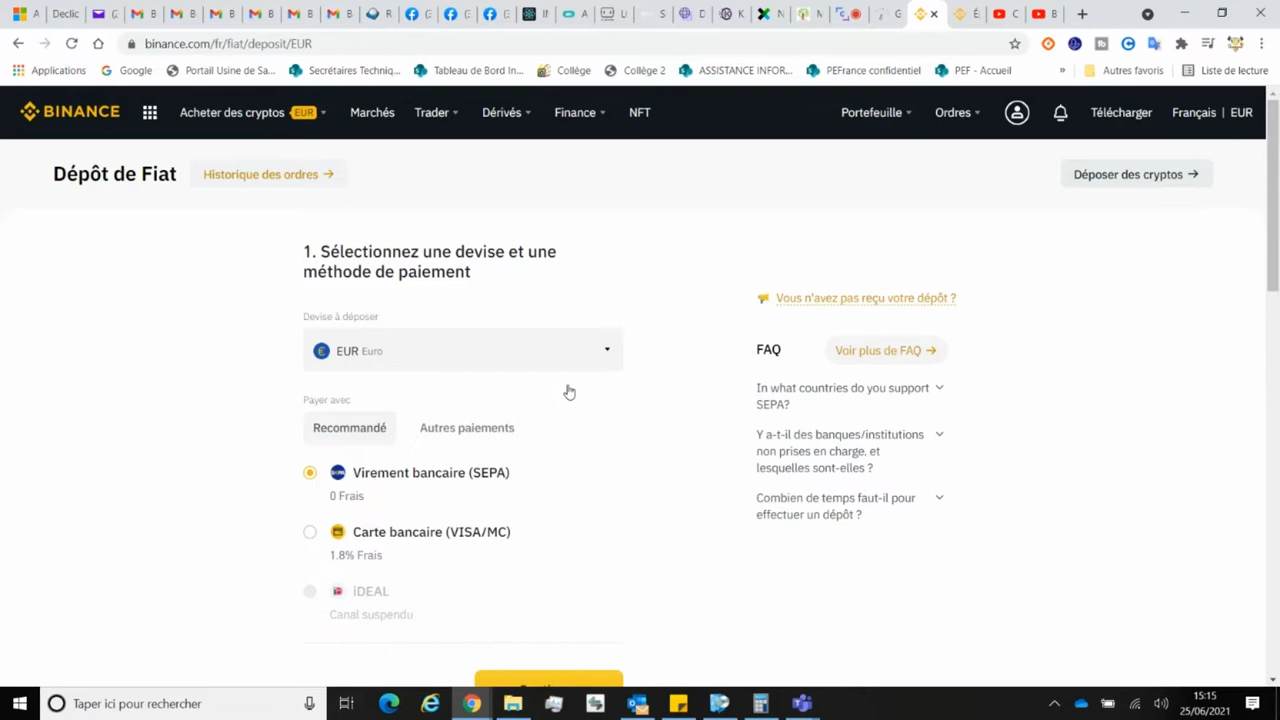 A
Declic
B
B
B
B
B
B
R
binance.com/fr/fiat/deposit/EUR
Applications
Google
Portail Usine de Sa...
Secrétaires Techniq...
Tableau de Bord In...
Collège
Collège 2
ASSISTANCE INFOR...
PEFrance confidentiel
PEF - Accueil
»
Autres favoris
Liste de lecture
BINANCE
Acheter des cryptos EUR
Marchés
Trader
Dérivés
Finance
NFT
Portefeuille
Ordres
Télécharger
Français | EUR
Dépôt de Fiat
Historique des ordres →
Déposer des cryptos →
1. Sélectionnez une devise et une
méthode de paiement
Devise à déposer
EUR Euro
Payer avec
Recommandé
Autres paiements
Virement bancaire (SEPA)
0 Frais
Carte bancaire (VISA/MC)
1.8% Frais
iDEAL
Canal suspendu
Vous n'avez pas reçu votre dépôt ?
FAQ
Voir plus de FAQ →
In what countries do you support
SEPA?
Y a-t-il des banques/institutions
non prises en charge, et
lesquelles sont-elles ?
Combien de temps faut-il pour
effectuer un dépôt ?
Taper ici pour rechercher
15:15
25/06/2021